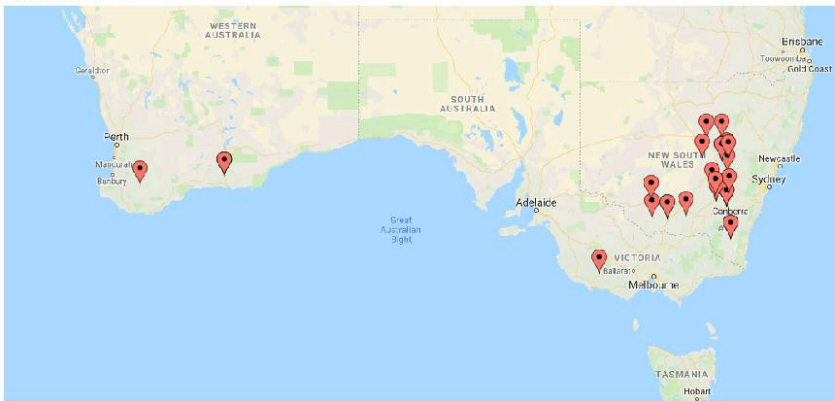 WESTERN
AUSTRALIA
Brisbane
Toowoomba
Gold Coast
Geraldton
SOUTH
AUSTRALIA
Perth
Mandurah
Bunbury
NEW SOUTH
WALES
Newcastle
Sydney
Adelaide
Canberra
Great
Australian
Bight
VICTORIA
Ballarat
Melbourne
TASMANIA
Hobart